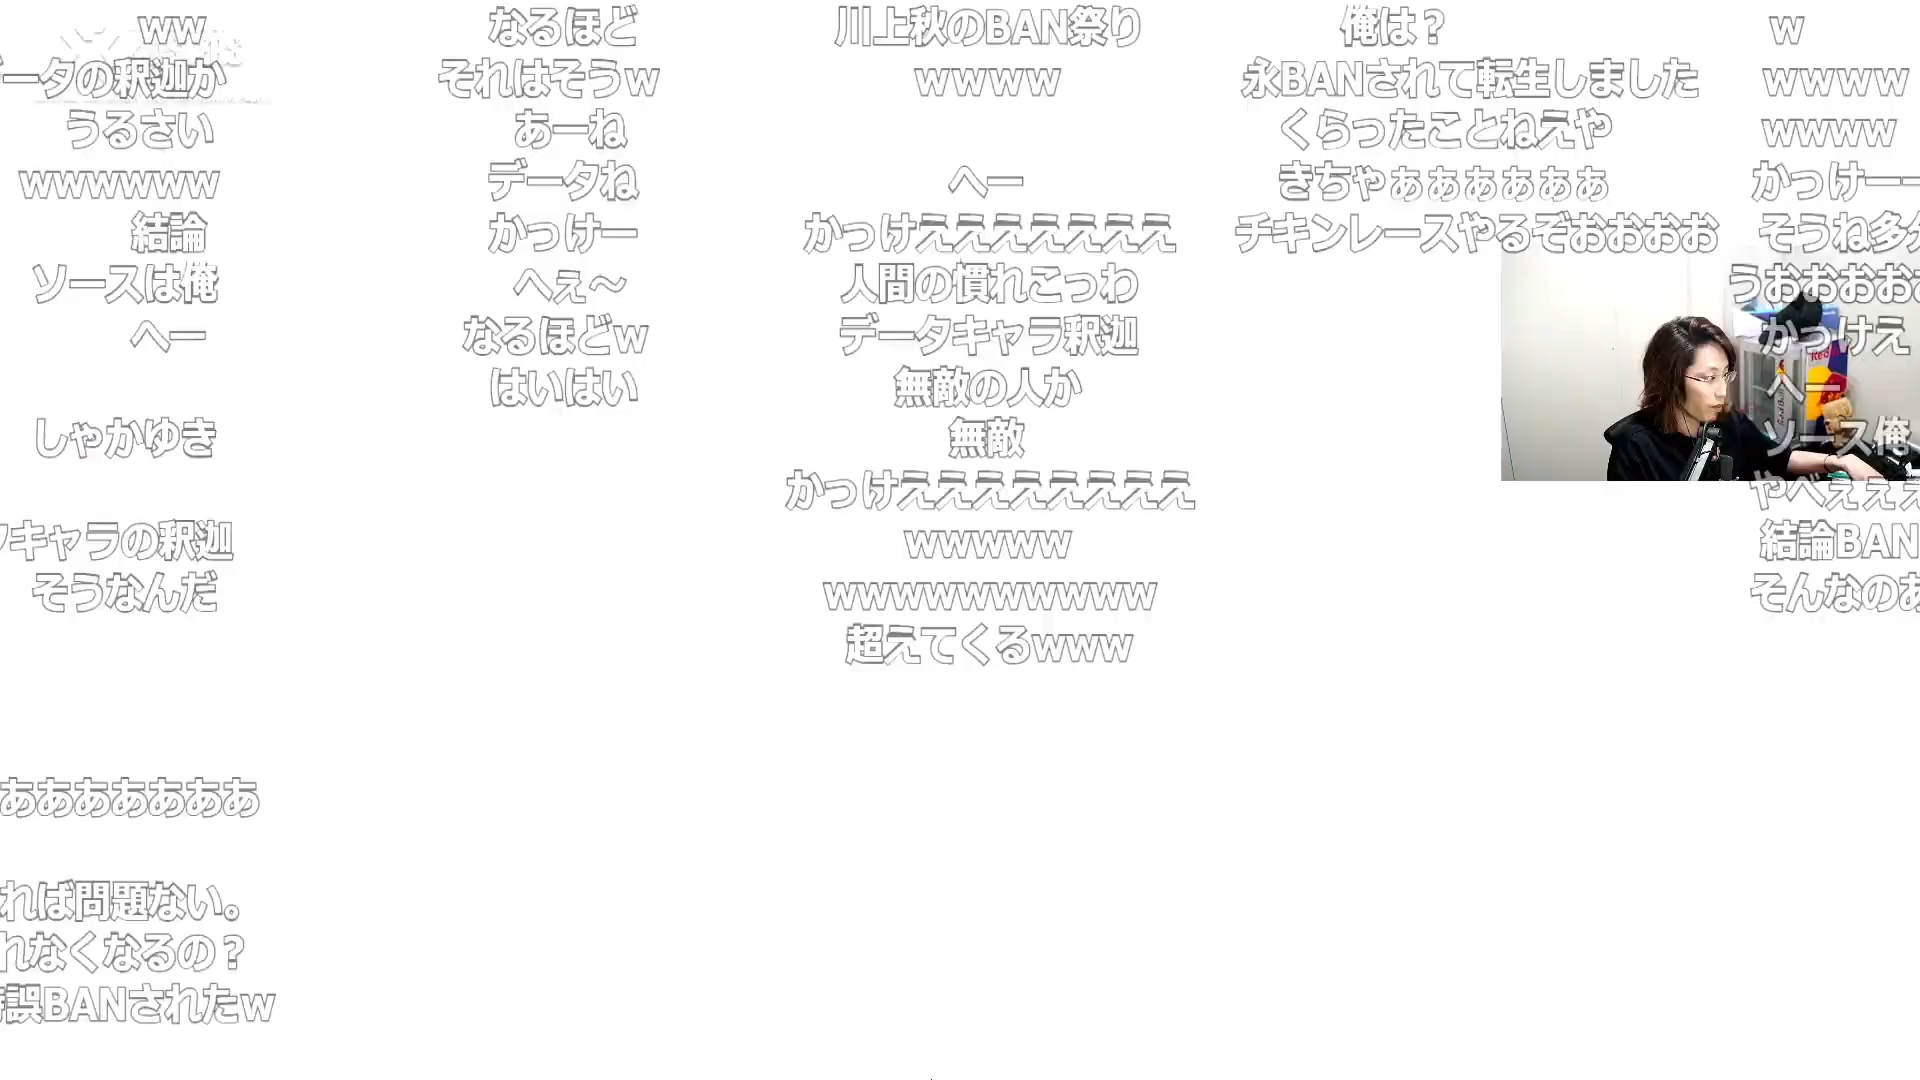 ww
なるほど
川上秋のBAN祭り
俺は？
w
ータの釈迦か
それはそうw
wwww
永BANされて転生しました
wwww
うるさい
あーね
くらったことねえや
wwww
wwwwwww
データね
へー
きちゃぁぁぁぁぁぁ
かっけー
結論
かっけー
かっけえええええええ
チキンレースやるぞおおおお
そうね多分
ソースは俺
へぇ～
人間の慣れこっわ
うおおおおお
へー
なるほどw
データキャラ釈迦
かっけえ
はいはい
無敵の人か
へー
しゃかゆき
無敵
ソース俺
かっけええええええええ
やべぇぇぇ
キャラの釈迦
wwwww
結論BAN
そうなんだ
wwwwwwwwww
そんなのあ
超えてくるwww
あああああああ
れば問題ない。
れなくなるの？
誤BANされたw
Red Bull